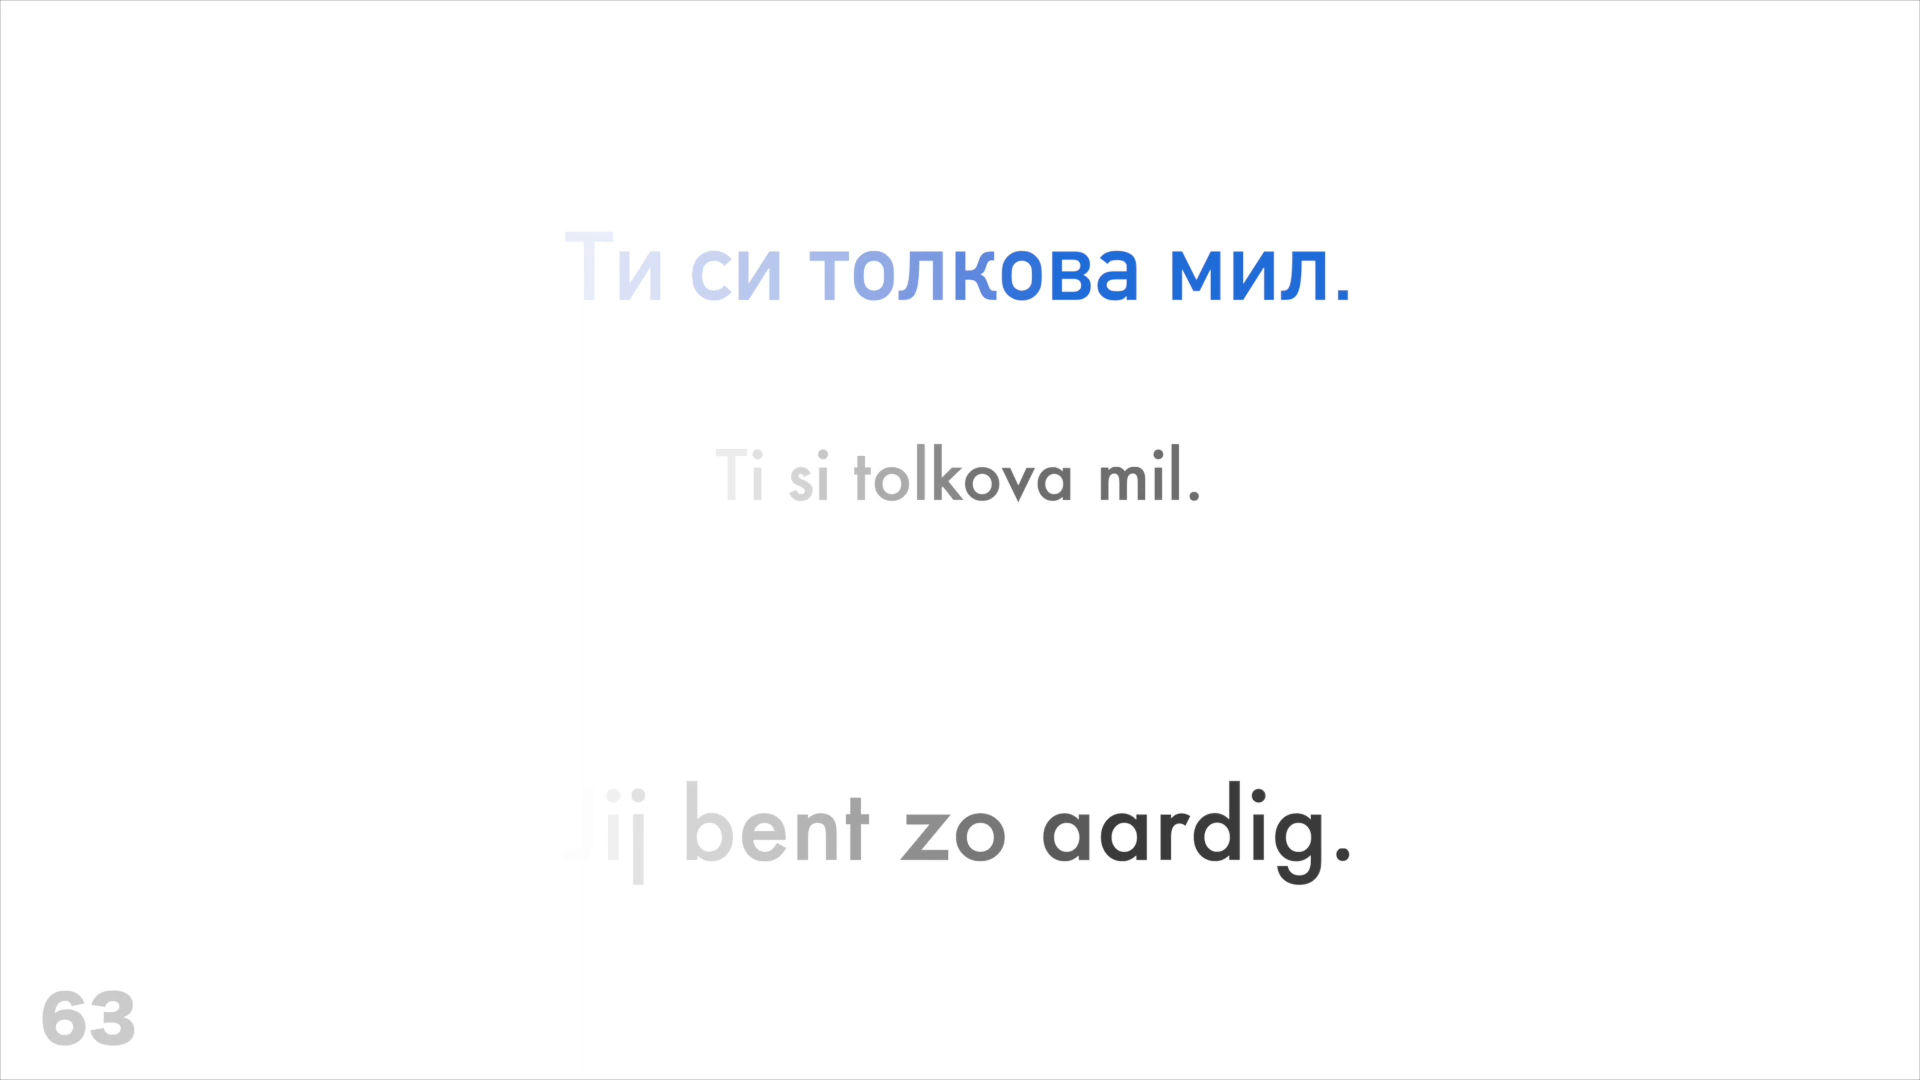 Ти си толкова мил.
Ti si tolkova mil.
Jij bent zo aardig.
63